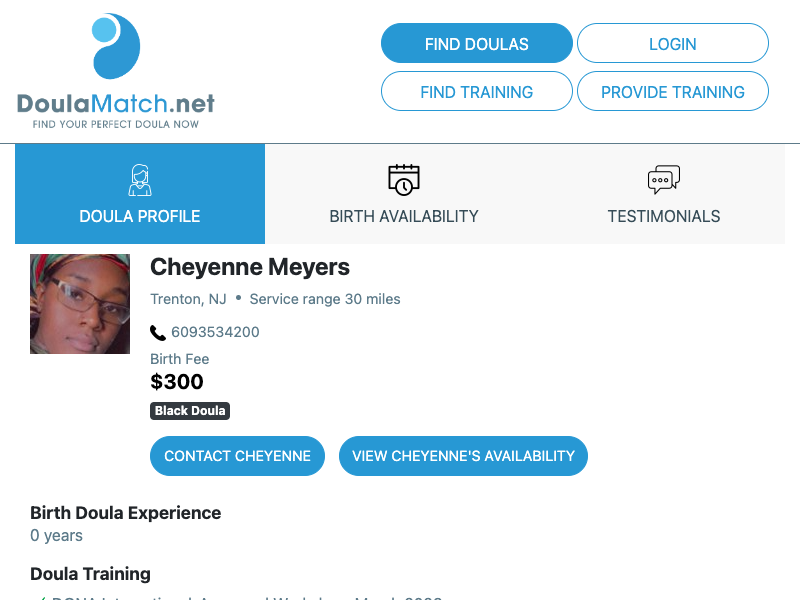 DoulaMatch.net
FIND YOUR PERFECT DOULA NOW
FIND DOULAS
LOGIN
FIND TRAINING
PROVIDE TRAINING
DOULA PROFILE
BIRTH AVAILABILITY
TESTIMONIALS
Cheyenne Meyers
Trenton, NJ • Service range 30 miles
6093534200
Birth Fee
$300
Black Doula
CONTACT CHEYENNE
VIEW CHEYENNE'S AVAILABILITY
Birth Doula Experience
0 years
Doula Training